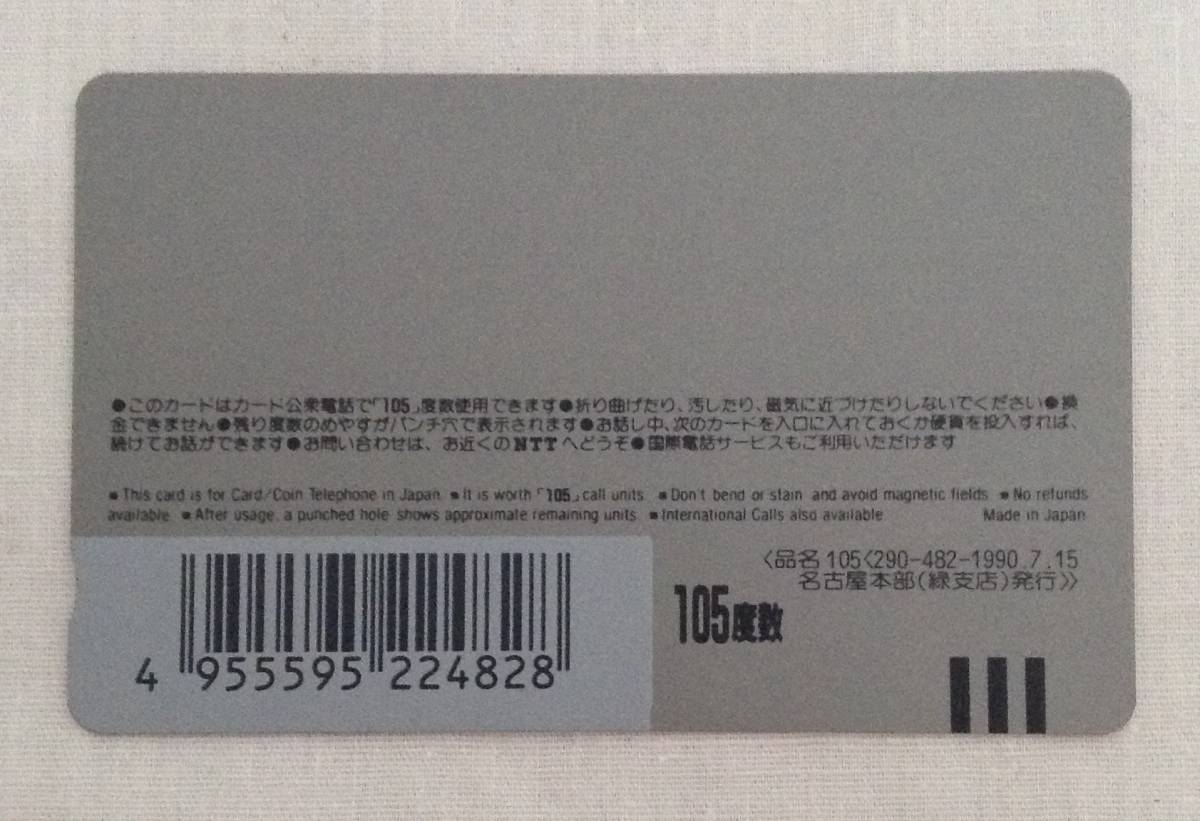 ●このカードはカード公衆電話で「105」度数使用できます●折り曲げたり、汚したり、磁気に近づけたりしないでください●換
金できません●残り度数のめやすがパンチ穴で表示されます●お話し中、次のカードを入口に入れておくか硬貨を投入すれば、
続けてお話ができます●お問い合わせは、お近くのNTTへどうぞ●国際電話サービスもご利用いただけます
■This card is for Card/Coin Telephone in Japan ■It is worth「105」call units ■Don't bend or stain and avoid magnetic fields ■No refunds
available ■After usage, a punched hole shows approximate remaining units ■International Calls also available Made in Japan
〈品名 105〈290-482-1990.7.15
名古屋本部(緑支店)発行》
105度数
4 955595 224828